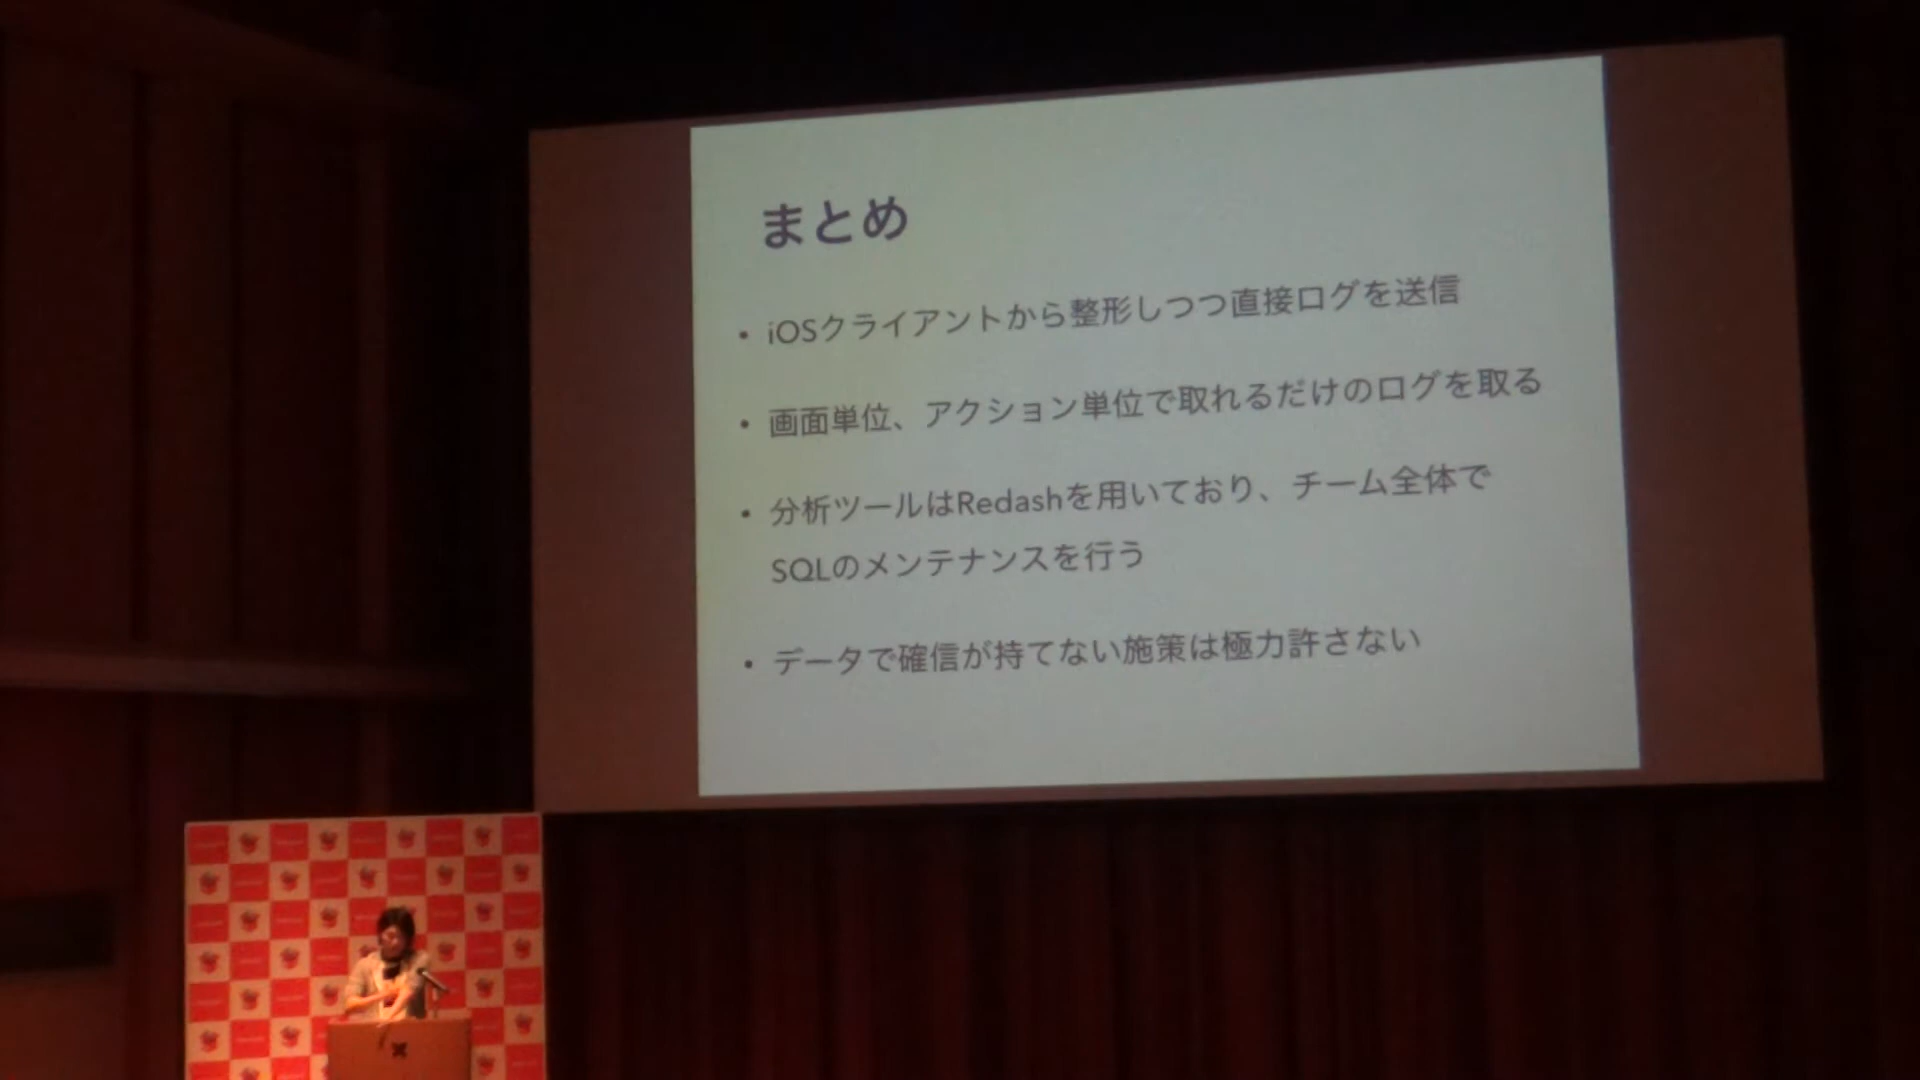 まとめ
• iOSクライアントから整形しつつ直接ログを送信
• 画面単位、アクション単位で取れるだけのログを取る
• 分析ツールはRedashを用いており、チーム全体で
SQLのメンテナンスを行う
• データで確信が持てない施策は極力許さない